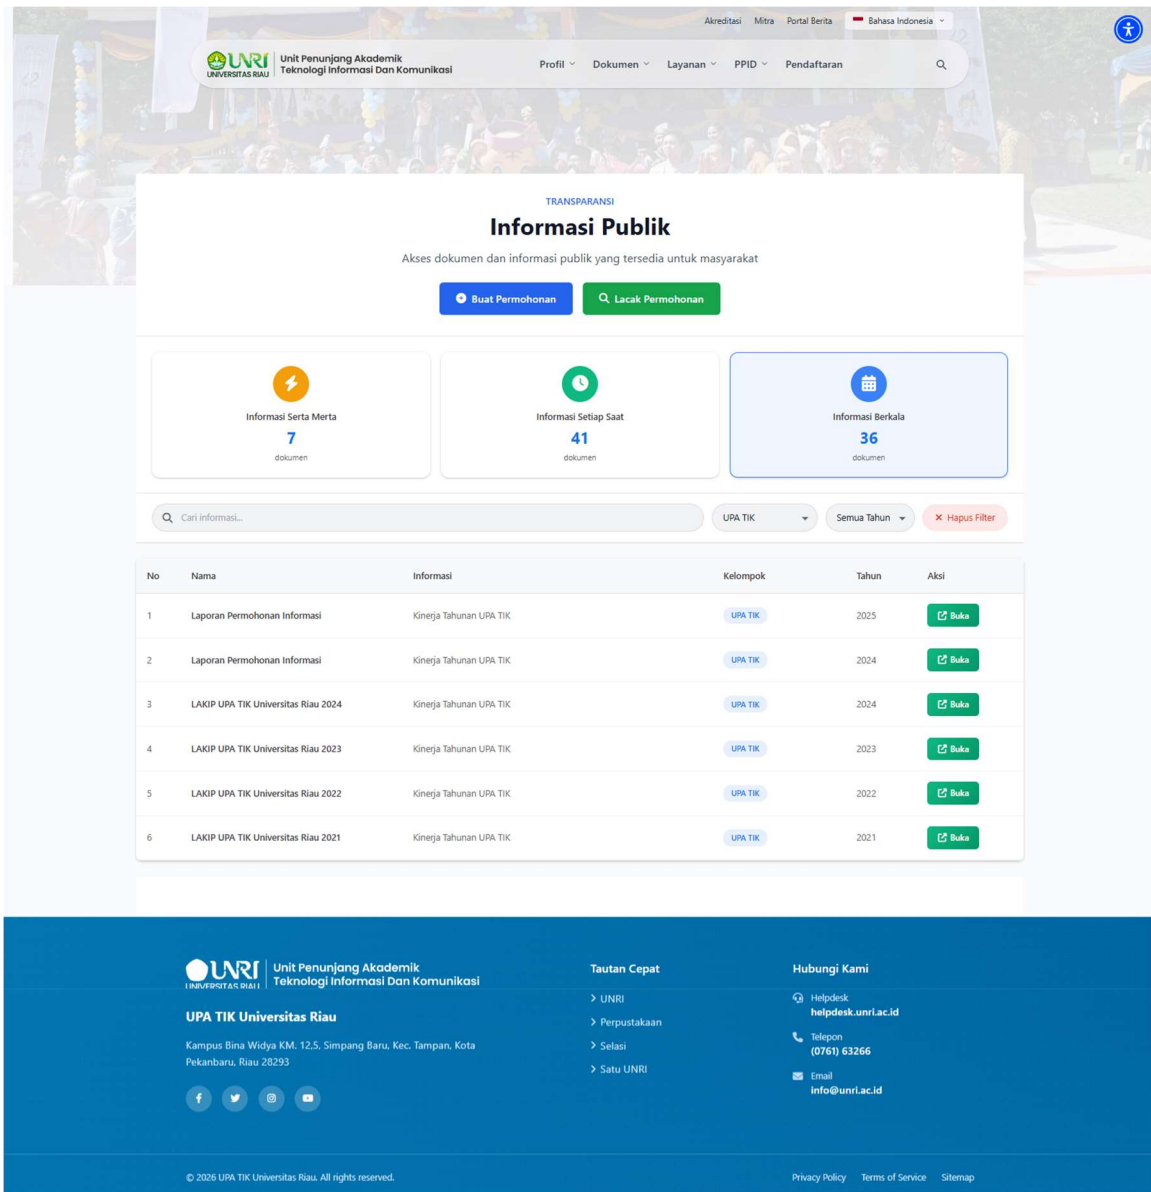 Akreditasi Mitra Portal Berita Bahasa Indonesia
UNRI
UNIVERSITAS RIAU
Unit Penunjang Akademik
Teknologi Informasi Dan Komunikasi
Profil Dokumen Layanan PPID Pendaftaran
TRANSPARANSI
Informasi Publik
Akses dokumen dan informasi publik yang tersedia untuk masyarakat
Buat Permohonan Lacak Permohonan
Informasi Serta Merta
7
dokumen
Informasi Setiap Saat
41
dokumen
Informasi Berkala
36
dokumen
Cari informasi... UPA TIK Semua Tahun × Hapus Filter
No Nama Informasi Kelompok Tahun Aksi
1 Laporan Permohonan Informasi Kinerja Tahunan UPA TIK UPA TIK 2025 Buka
2 Laporan Permohonan Informasi Kinerja Tahunan UPA TIK UPA TIK 2024 Buka
3 LAKIP UPA TIK Universitas Riau 2024 Kinerja Tahunan UPA TIK UPA TIK 2024 Buka
4 LAKIP UPA TIK Universitas Riau 2023 Kinerja Tahunan UPA TIK UPA TIK 2023 Buka
5 LAKIP UPA TIK Universitas Riau 2022 Kinerja Tahunan UPA TIK UPA TIK 2022 Buka
6 LAKIP UPA TIK Universitas Riau 2021 Kinerja Tahunan UPA TIK UPA TIK 2021 Buka
UNRI
UNIVERSITAS RIAU
Unit Penunjang Akademik
Teknologi Informasi Dan Komunikasi
UPA TIK Universitas Riau
Kampus Bina Widya KM. 12,5, Simpang Baru, Kec. Tampan, Kota
Pekanbaru, Riau 28293
Tautan Cepat
UNRI
Perpustakaan
Selasi
Satu UNRI
Hubungi Kami
Helpdesk
helpdesk.unri.ac.id
Telepon
(0761) 63266
Email
info@unri.ac.id
© 2026 UPA TIK Universitas Riau. All rights reserved.
Privacy Policy Terms of Service Sitemap